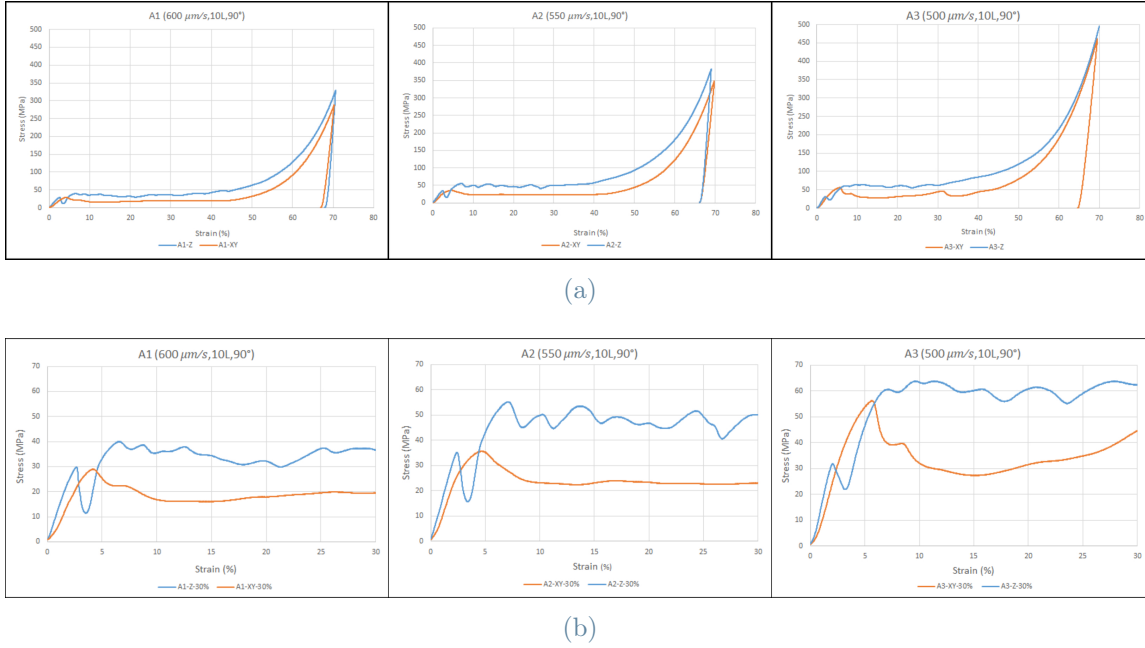 A1 (600 μm/s,10L,90°)
500
450
400
350
300
250
200
150
100
50
0
Stress (MPa)
0 10 20 30 40 50 60 70 80
Strain (%)
A1-Z A1-XY
A2 (550 μm/s,10L,90°)
500
450
400
350
300
250
200
150
100
50
0
Stress (MPa)
0 10 20 30 40 50 60 70 80
Strain (%)
A2-XY A2-Z
A3 (500 μm/s,10L,90°)
500
450
400
350
300
250
200
150
100
50
0
Stress (MPa)
0 10 20 30 40 50 60 70 80
Strain (%)
A3-XY A3-Z
(a)
A1 (600 μm/s,10L,90°)
70
60
50
40
30
20
10
0
Stress (MPa)
0 5 10 15 20 25 30
Strain (%)
A1-Z-30% A1-XY-30%
A2 (550 μm/s,10L,90°)
70
60
50
40
30
20
10
0
Stress (MPa)
0 5 10 15 20 25 30
Strain (%)
A2-XY-30% A2-Z-30%
A3 (500 μm/s,10L,90°)
70
60
50
40
30
20
10
0
Stress (MPa)
0 5 10 15 20 25 30
Strain (%)
A3-XY-30% A3-Z-30%
(b)